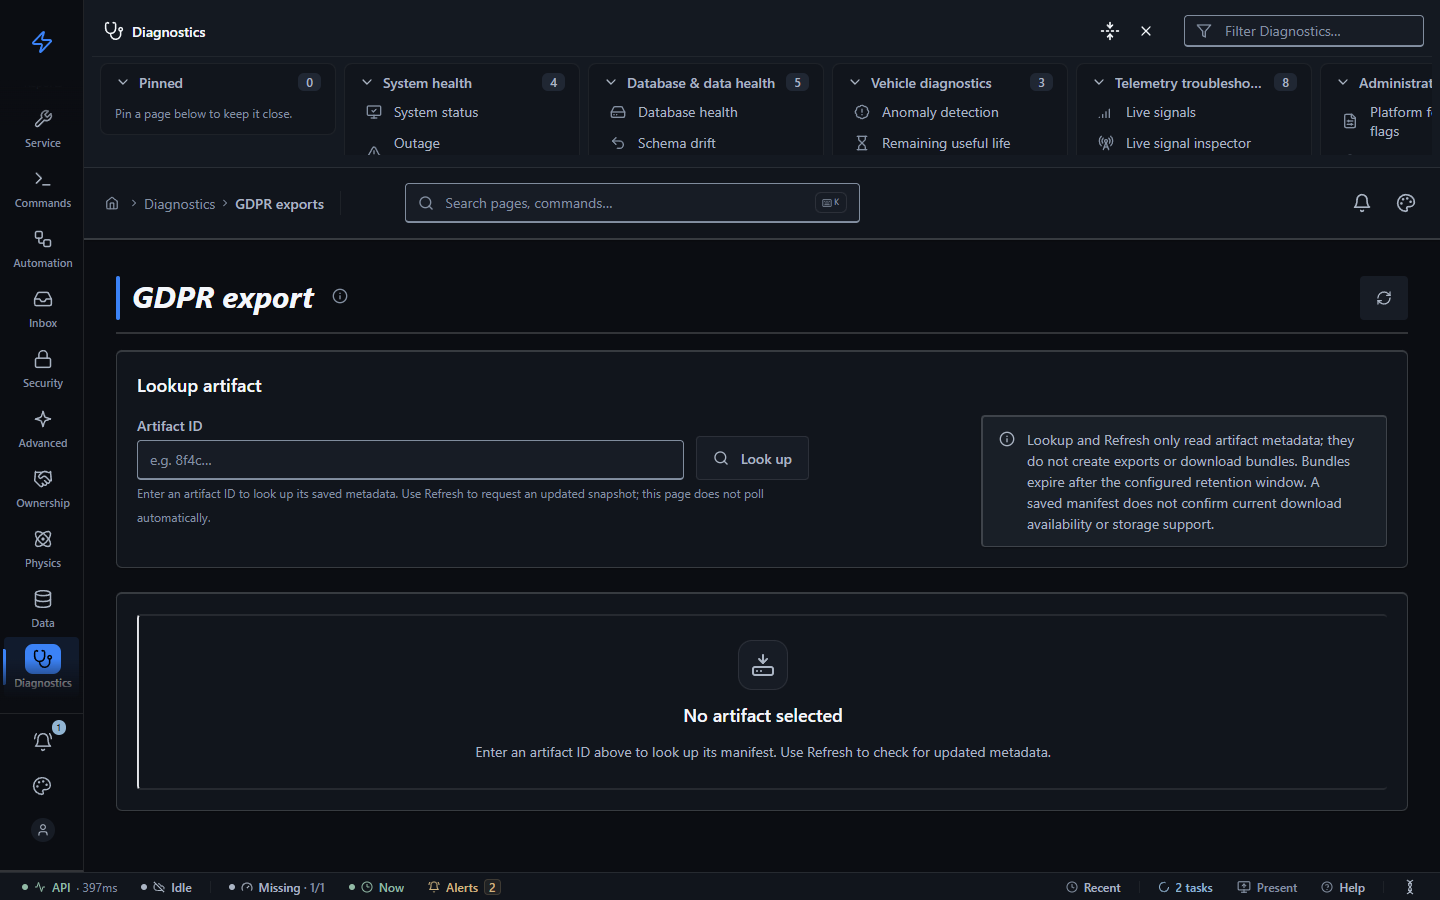 Diagnostics
Filter Diagnostics...
Pinned 0
Pin a page below to keep it close.
System health 4
System status
Outage
Database & data health 5
Database health
Schema drift
Vehicle diagnostics 3
Anomaly detection
Remaining useful life
Telemetry troublesho... 8
Live signals
Live signal inspector
Administrat
Platform f
flags
Service
Commands
Automation
Inbox
Security
Advanced
Ownership
Physics
Data
Diagnostics
1
Diagnostics > GDPR exports
Search pages, commands...
K
GDPR export
Lookup artifact
Artifact ID
e.g. 8f4c...
Look up
Enter an artifact ID to look up its saved metadata. Use Refresh to request an updated snapshot; this page does not poll
automatically.
Lookup and Refresh only read artifact metadata; they
do not create exports or download bundles. Bundles
expire after the configured retention window. A
saved manifest does not confirm current download
availability or storage support.
No artifact selected
Enter an artifact ID above to look up its manifest. Use Refresh to check for updated metadata.
API · 397ms
Idle
Missing · 1/1
Now
Alerts 2
Recent
2 tasks
Present
Help